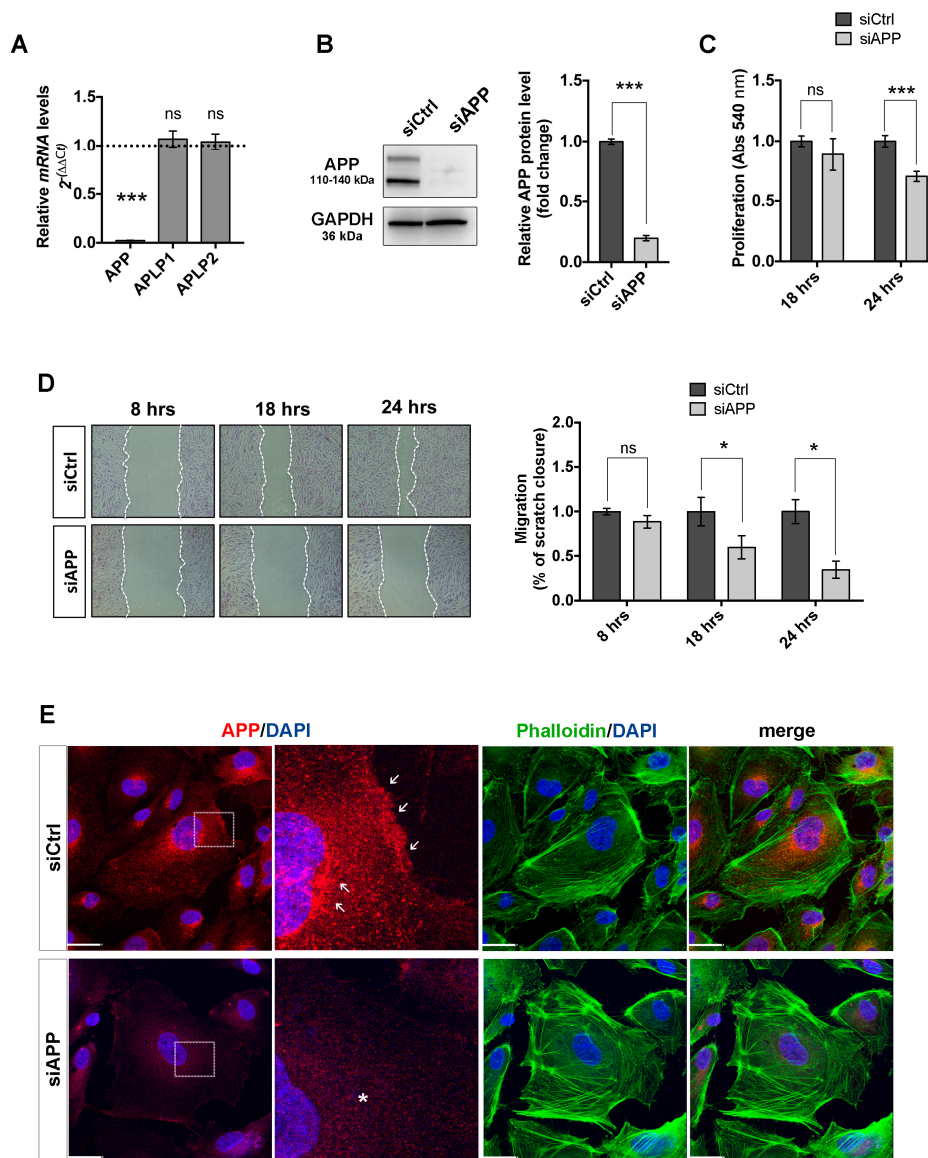 siCtrl
siAPP
A
B
C
Relative mRNA levels
2-(ΔΔCt)
1.5
1.0
0.5
0.0
***
ns
ns
APP
APLP1
APLP2
siCtrl
siAPP
APP
110-140 kDa
GAPDH
36 kDa
Relative APP protein level
(fold change)
1.5
1.0
0.5
0.0
***
siCtrl
siAPP
Proliferation (Abs 540 nm)
1.5
1.0
0.5
0.0
ns
***
18 hrs
24 hrs
D
8 hrs
18 hrs
24 hrs
siCtrl
siAPP
siCtrl
siAPP
Migration
(% of scratch closure)
2.0
1.5
1.0
0.5
0.0
ns
*
*
8 hrs
18 hrs
24 hrs
E
APP/DAPI
Phalloidin/DAPI
merge
siCtrl
siAPP
*